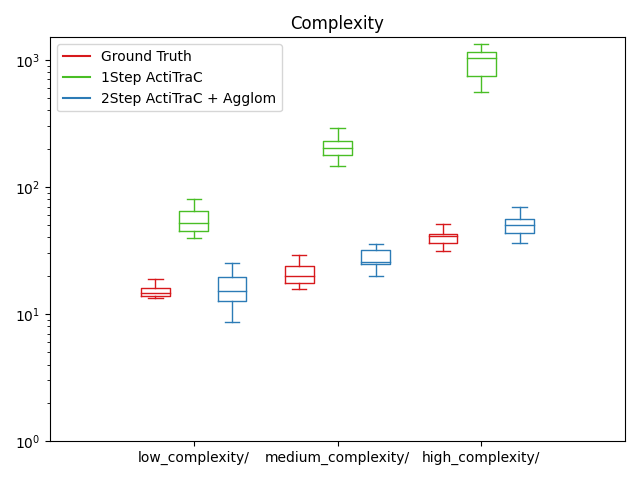 Complexity
Ground Truth
1Step ActiTraC
2Step ActiTraC + Agglom
10³
10²
10¹
10⁰
low_complexity/ medium_complexity/ high_complexity/